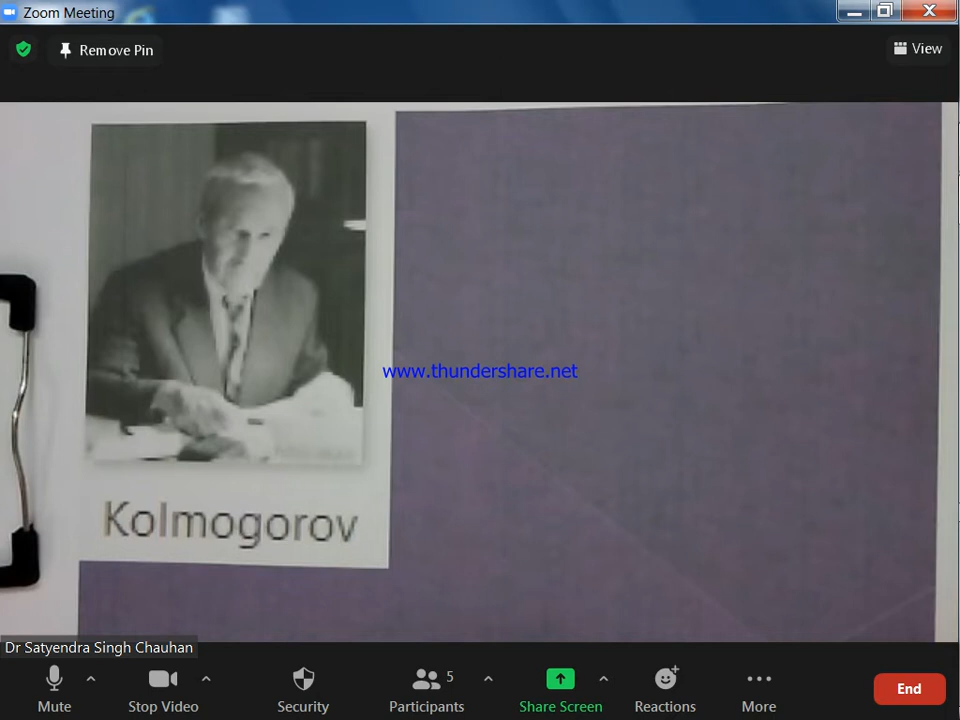 Zoom Meeting
Remove Pin
View
www.thundershare.net
Kolmogorov
Dr Satyendra Singh Chauhan
Mute
Stop Video
Security
5
Participants
Share Screen
Reactions
More
End